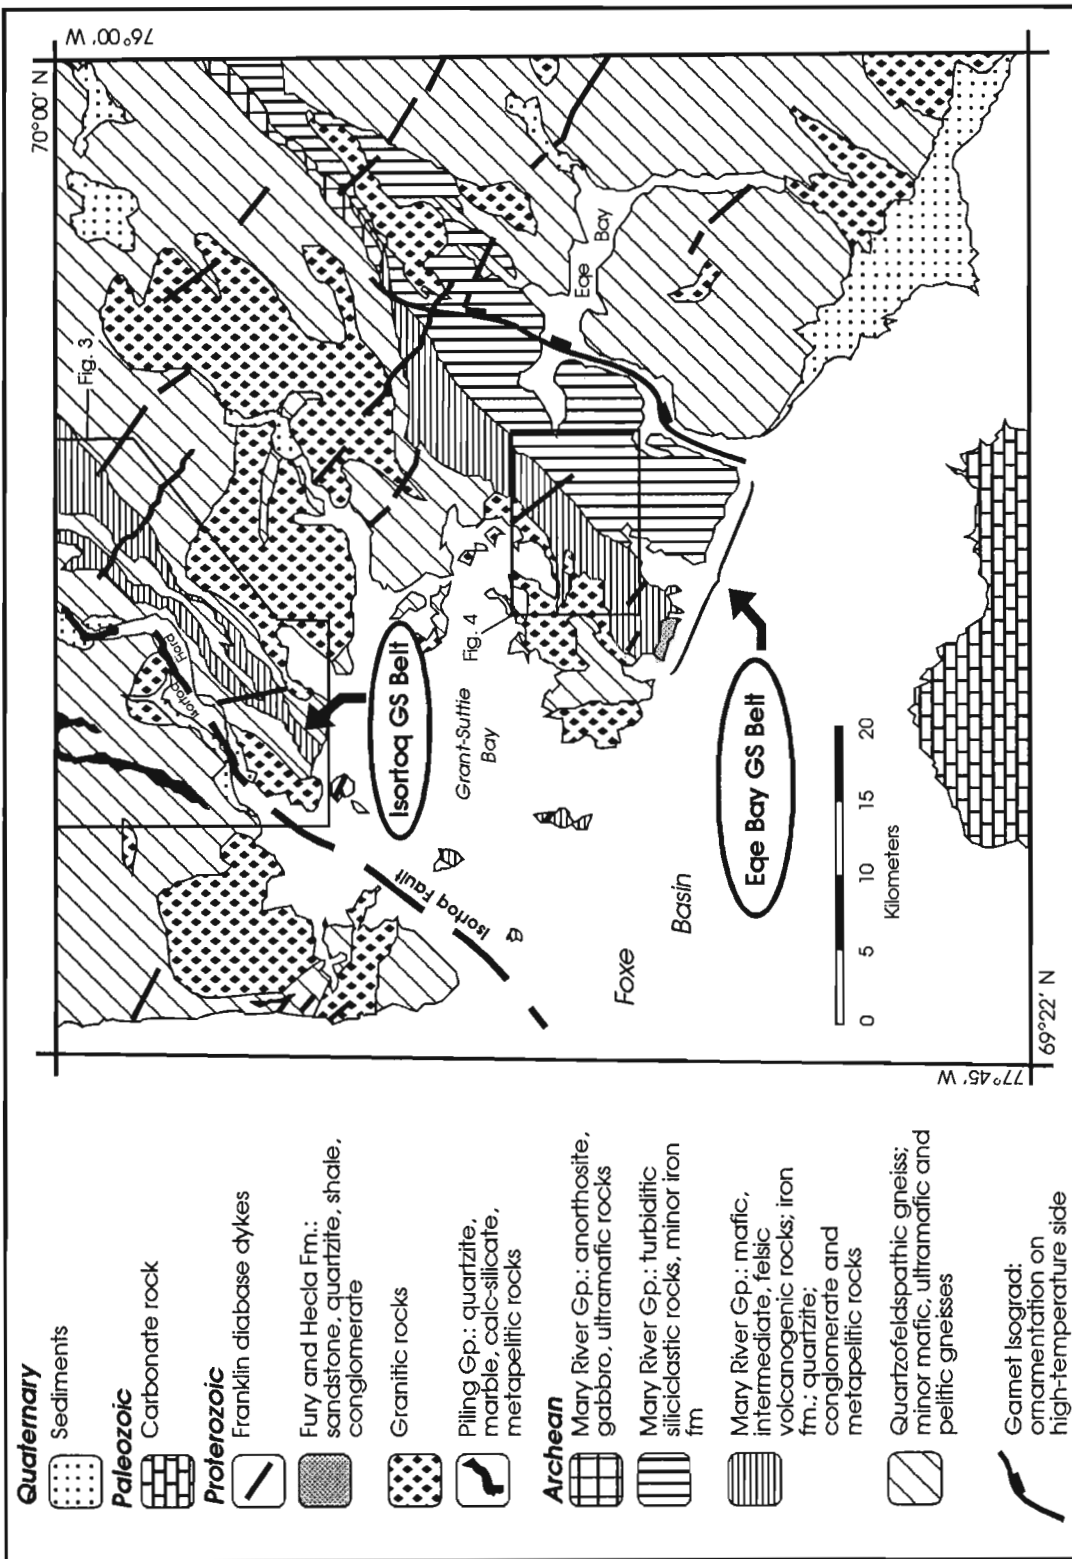 Quaternary
Sediments
Paleozoic
Carbonate rock
Proterozoic
Franklin diabase dykes
Fury and Hecla Fm.:
sandstone, quartzite, shale,
conglomerate
Granitic rocks
Piling Gp.: quartzite,
marble, calc-silicate,
metapelitic rocks
Archean
Mary River Gp.: anorthosite,
gabbro, ultramafic rocks
Mary River Gp.: turbiditic
siliciclastic rocks, minor iron
fm
Mary River Gp.: mafic,
intermediate, felsic
volcanogenic rocks; iron
fm.; quartzite;
conglomerate and
metapelitic rocks
Quartzofeldspathic gneiss;
minor mafic, ultramafic and
pelitic gneisses
Garnet Isograd:
ornamentation on
high-temperature side
70°00' N
76°00' W
Fig. 3
Isortoq
Fiord
Isortoq GS Belt
Grant-Suttie
Bay
Fig. 4
Eqe
Bay
Isortoq Fault
Eqe Bay GS Belt
Foxe
Basin
0
5
10
15
20
Kilometers
77°45' W
69°22' N